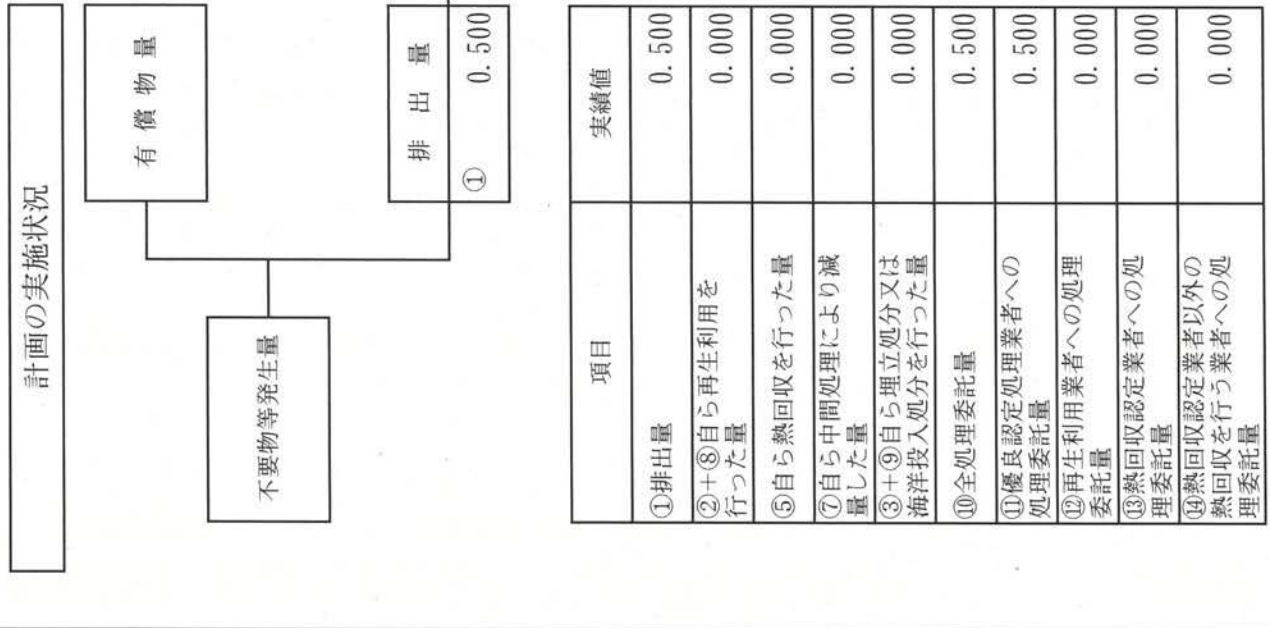 計画の実施状況
有償物量
不要物等発生量
排出量
① 0.500
項目 実績値
①排出量 0.500
②+⑧自ら再生利用を
行った量 0.000
⑤自ら熱回収を行った量 0.000
⑦自ら中間処理により減
量した量 0.000
③+⑨自ら埋立処分又は
海洋投入処分を行った量 0.000
⑩全処理委託量 0.500
⑪優良認定処理業者への
処理委託量 0.500
⑫再生利用業者への処理
委託量 0.000
⑬熱回収認定業者への処
理委託量 0.000
⑭熱回収認定業者以外の
熱回収を行う業者への処
理委託量 0.000